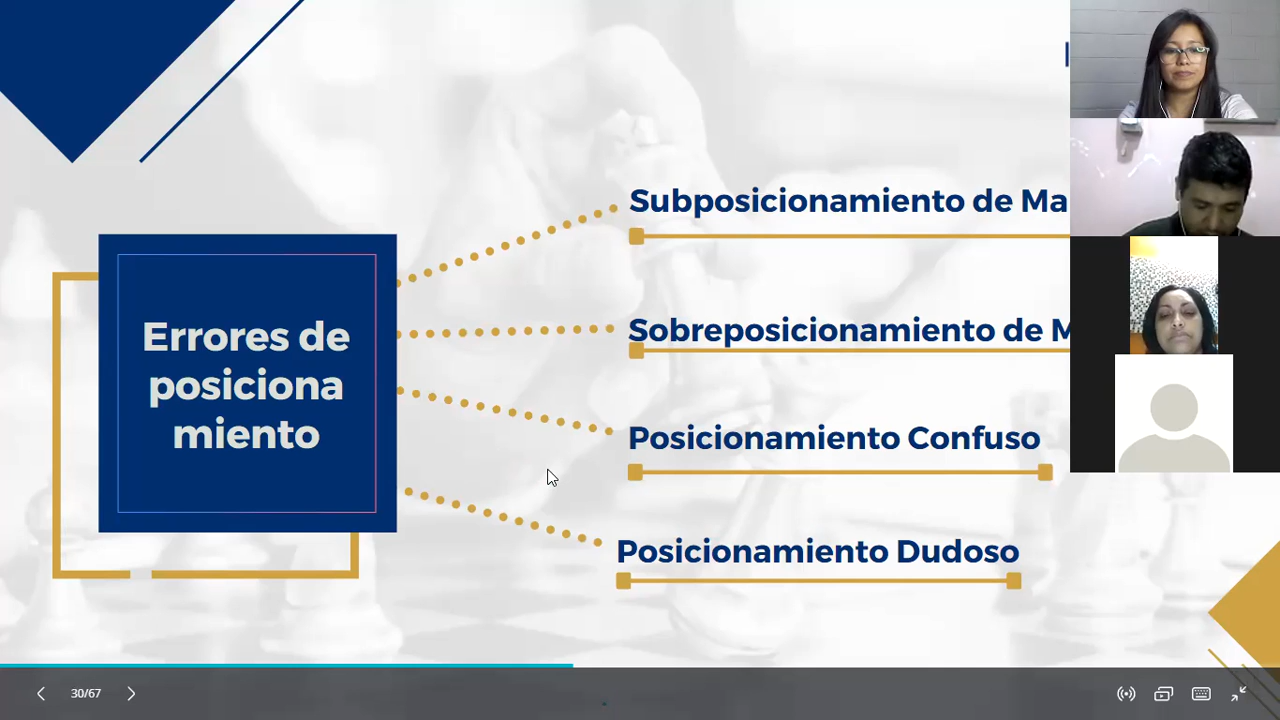 Errores de
posiciona
miento
Subposicionamiento de Ma
Sobreposicionamiento de M
Posicionamiento Confuso
Posicionamiento Dudoso
30/67